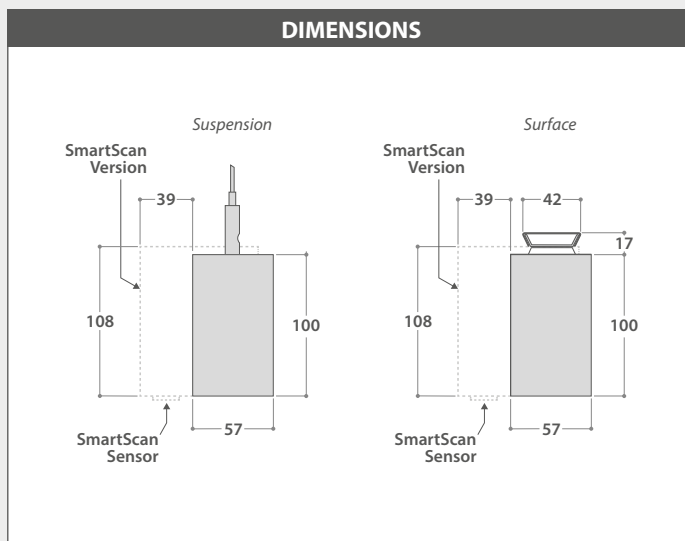 DIMENSIONS
Suspension
SmartScan
Version
39
108
100
57
SmartScan
Sensor
Surface
SmartScan
Version
39
42
17
108
100
57
SmartScan
Sensor